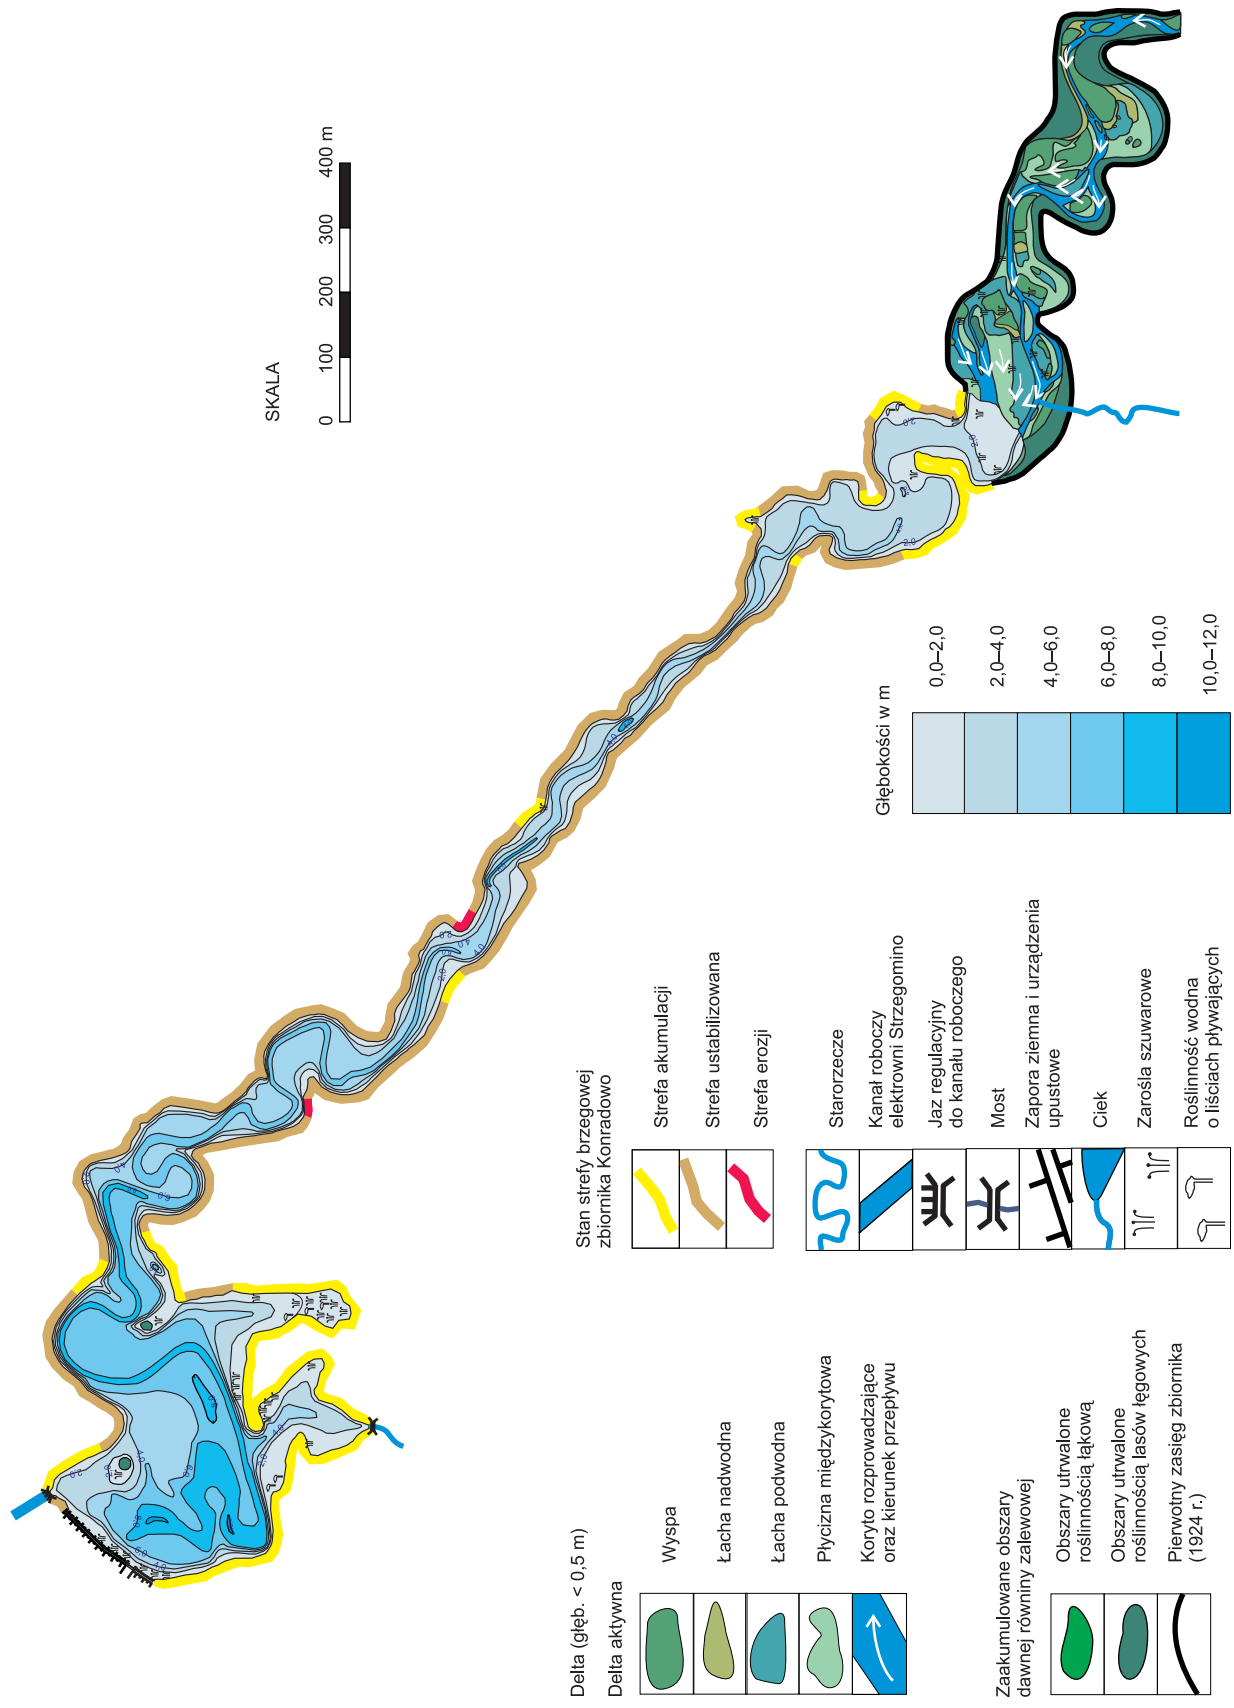 SKALA
0 100 200 300 400 m
Głębokości w m
0,0–2,0
2,0–4,0
4,0–6,0
6,0–8,0
8,0–10,0
10,0–12,0
Stan strefy brzegowej
zbiornika Konradowo
Strefa akumulacji
Strefa ustabilizowana
Strefa erozji
Starorzecze
Kanał roboczy
elektrowni Strzegomino
Jaz regulacyjny
do kanału roboczego
Most
Zapora ziemna i urządzenia
upustowe
Ciek
Zarośla szuwarowe
Roślinność wodna
o liściach pływających
Delta (głęb. < 0,5 m)
Delta aktywna
Wyspa
Łacha nadwodna
Łacha podwodna
Płycizna międzykorytowa
Koryto rozprowadzające
oraz kierunek przepływu
Zaakumulowane obszary
dawnej równiny zalewowej
Obszary utrwalone
roślinnością łąkową
Obszary utrwalone
roślinnością lasów łęgowych
Pierwotny zasięg zbiornika
(1924 r.)